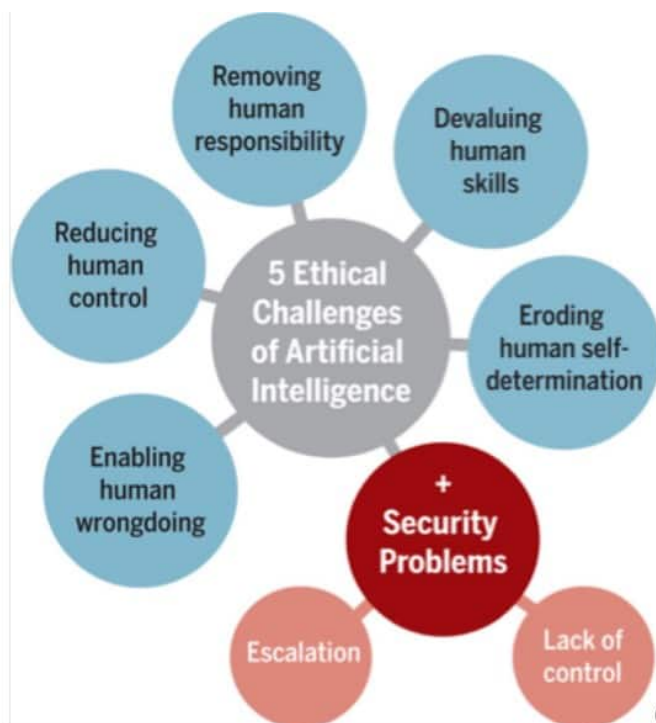 Removing
human
responsibility
Devaluing
human
skills
Reducing
human
control
5 Ethical
Challenges
of Artificial
Intelligence
Eroding
human self-
determination
Enabling
human
wrongdoing
+
Security
Problems
Escalation
Lack of
control